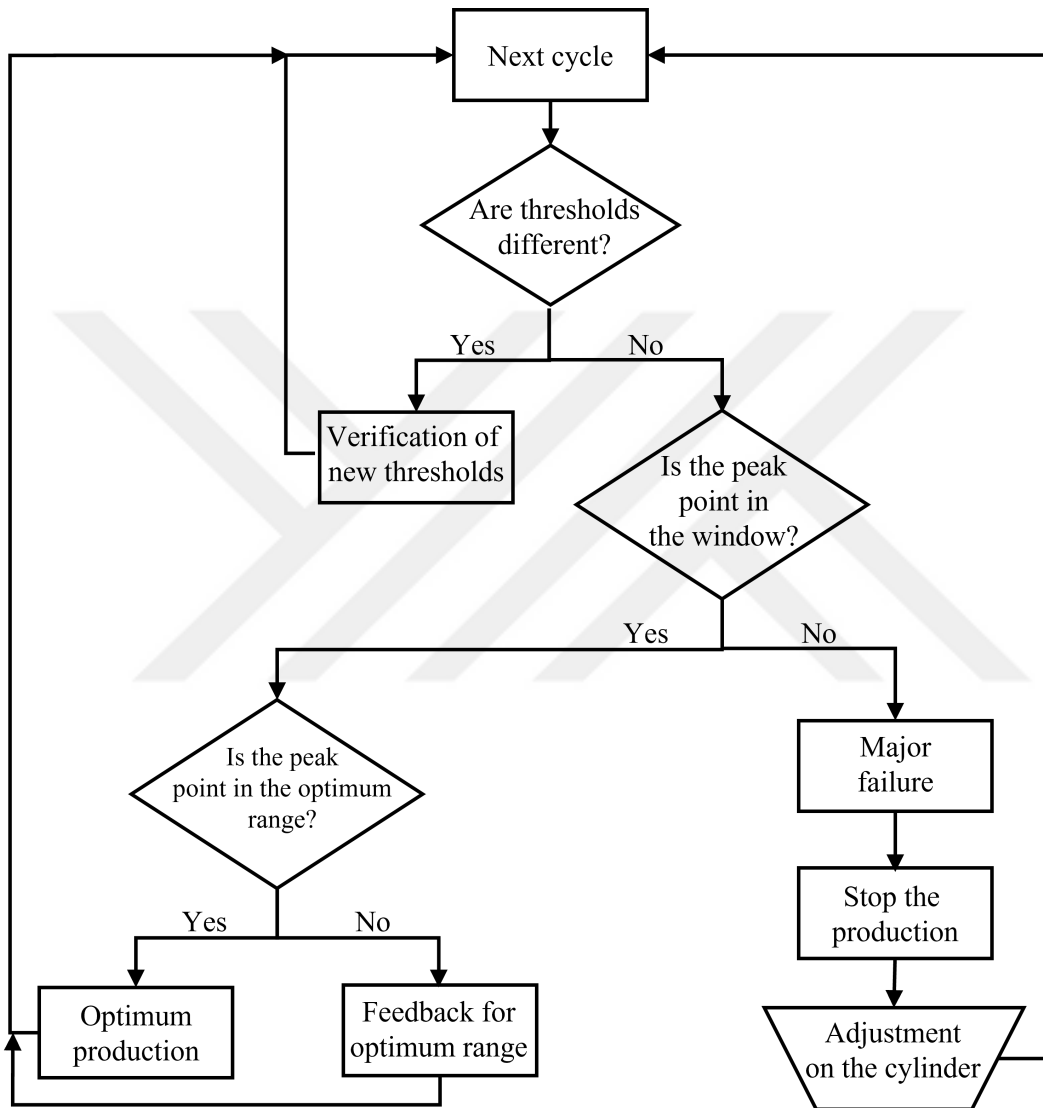 Next cycle
Are thresholds
different?
Yes
No
Verification of
new thresholds
Is the peak
point in
the window?
Yes
No
Is the peak
point in the optimum
range?
Major
failure
Yes
No
Stop the
production
Optimum
production
Feedback for
optimum range
Adjustment
on the cylinder